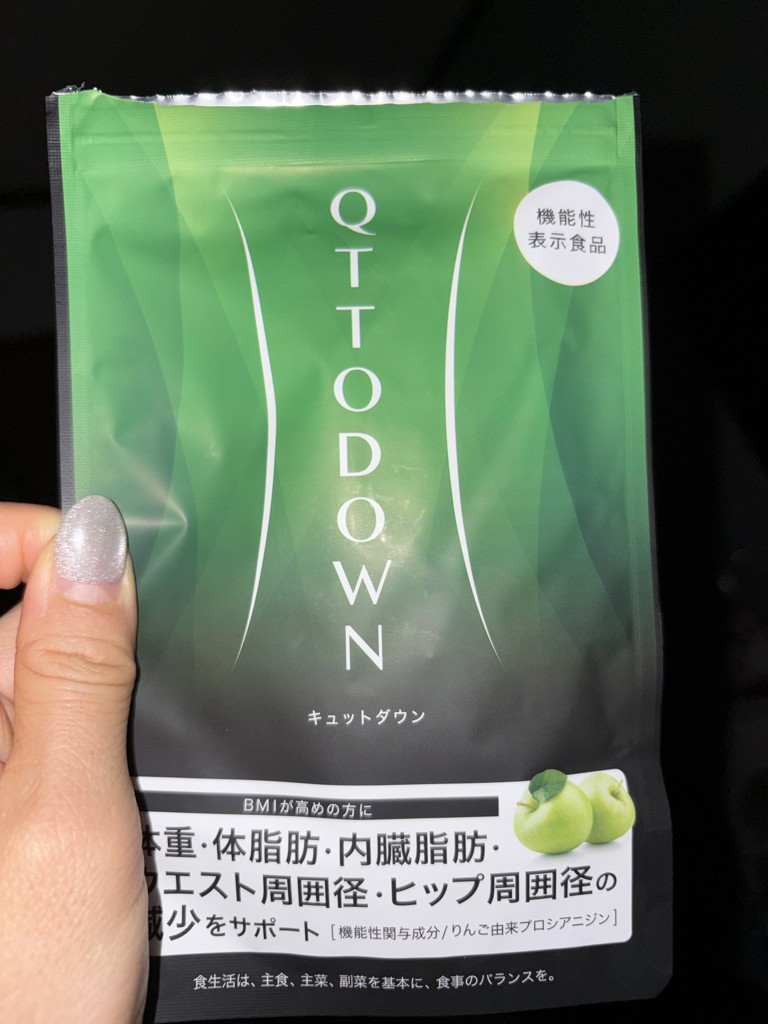 QTTODOWN
機能性
表示食品
キュットダウン
BMIが高めの方に
体重・体脂肪・内臓脂肪・
ウエスト周囲径・ヒップ周囲径の
減少をサポート [機能性関与成分/りんご由来プロシアニジン]
食生活は、主食、主菜、副菜を基本に、食事のバランスを。